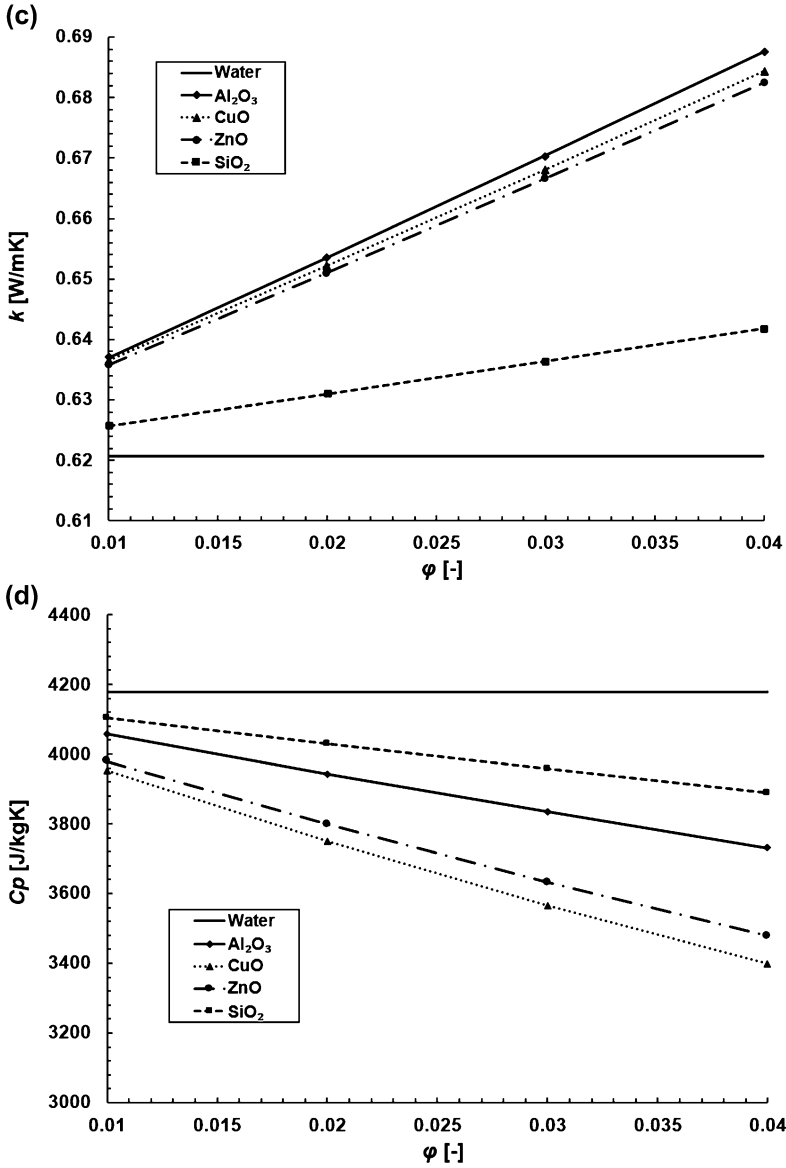 (c)
0.69
0.68
0.67
0.66
0.65
0.64
0.63
0.62
0.61
k [W/mK]
Water
Al₂O₃
CuO
ZnO
SiO₂
0.01 0.015 0.02 0.025 0.03 0.035 0.04
φ [-]
(d)
4400
4200
4000
3800
3600
3400
3200
3000
Cp [J/kgK]
Water
Al₂O₃
CuO
ZnO
SiO₂
0.01 0.015 0.02 0.025 0.03 0.035 0.04
φ [-]